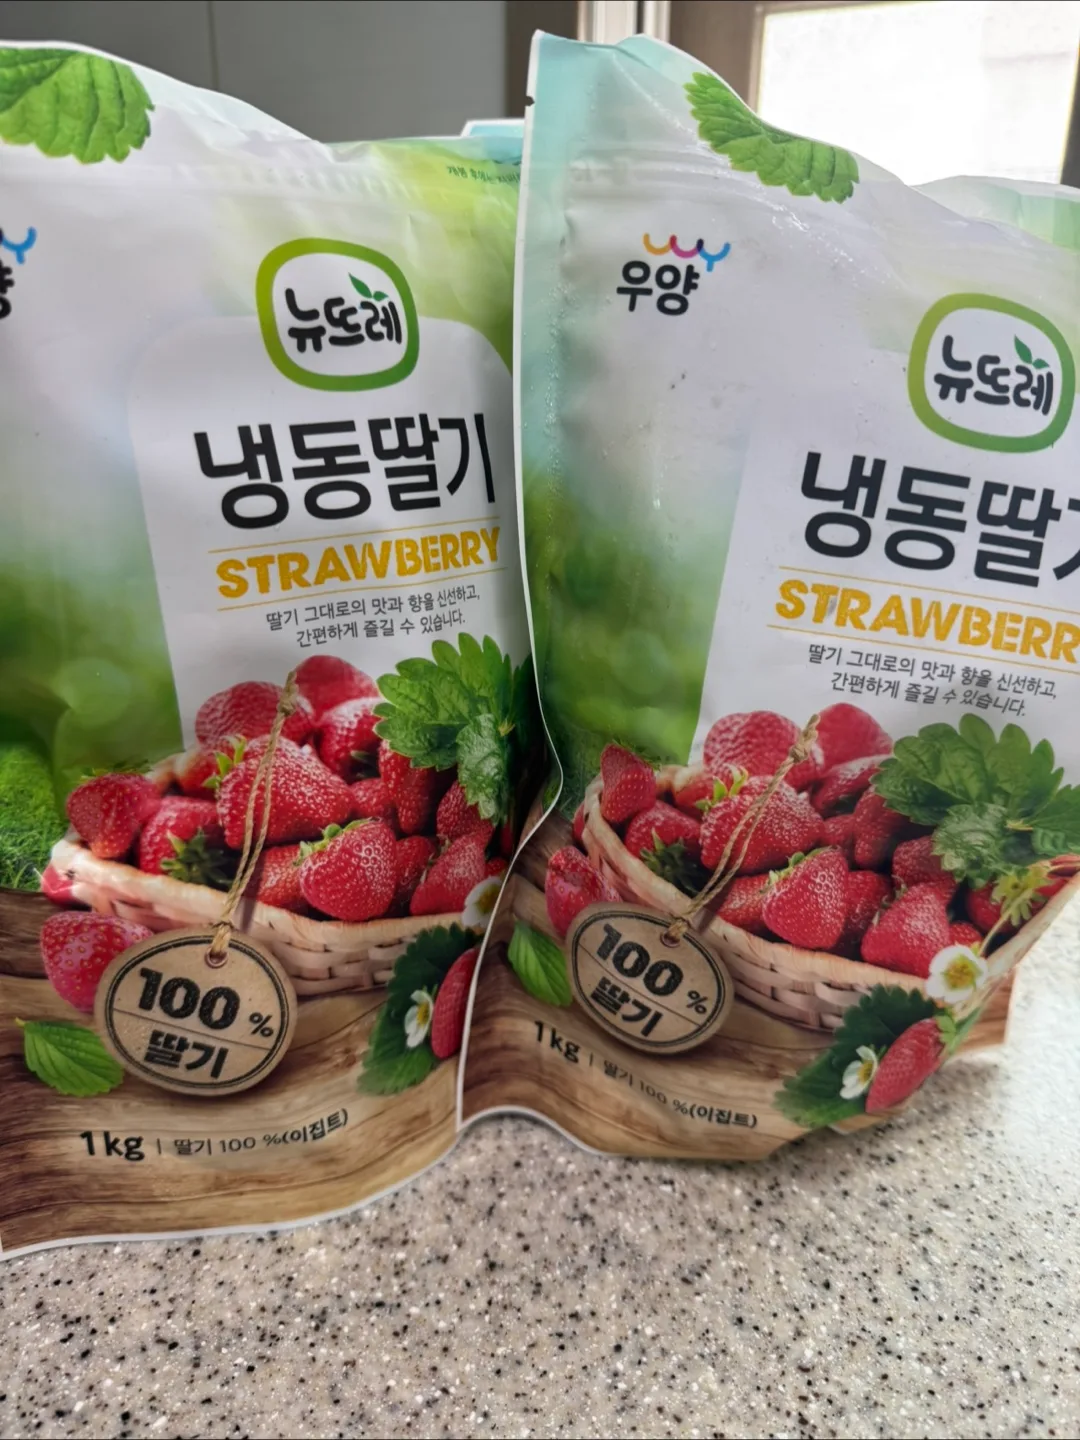 뉴뜨레
냉동딸기
STRAWBERRY
딸기 그대로의 맛과 향을 신선하고,
간편하게 즐길 수 있습니다.
100 %
딸기
1kg | 딸기 100 %(이집트)
우양
뉴뜨레
냉동딸
STRAWBERR
딸기 그대로의 맛과 향을 신선하고,
간편하게 즐길 수 있습니다.
100 %
딸기
1kg | 딸기 100 %(이집트)